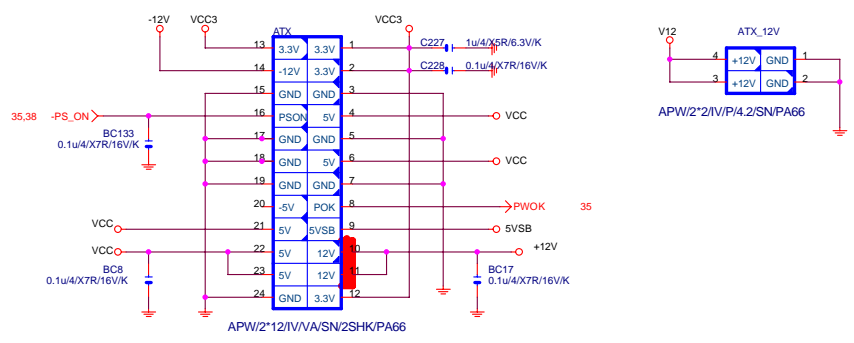 -12V VCC3 VCC3
ATX
13 3.3V 3.3V 1 C227 1u/4/X5R/6.3V/K
14 -12V 3.3V 2 C228 0.1u/4/X7R/16V/K
15 GND GND 3
35,38 -PS_ON 16 PSON 5V 4 VCC
BC133
0.1u/4/X7R/16V/K
17 GND GND 5
18 GND 5V 6 VCC
19 GND GND 7
20 -5V POK 8 PWOK 35
VCC 21 5V 5VSB 9 5VSB
VCC 22 5V 12V 10 +12V
23 5V 12V 11
BC8
0.1u/4/X7R/16V/K
BC17
0.1u/4/X7R/16V/K
24 GND 3.3V 12
APW/2*12/IV/VA/SN/2SHK/PA66
V12 ATX_12V
4 +12V GND 1
3 +12V GND 2
APW/2*2/IV/P/4.2/SN/PA66